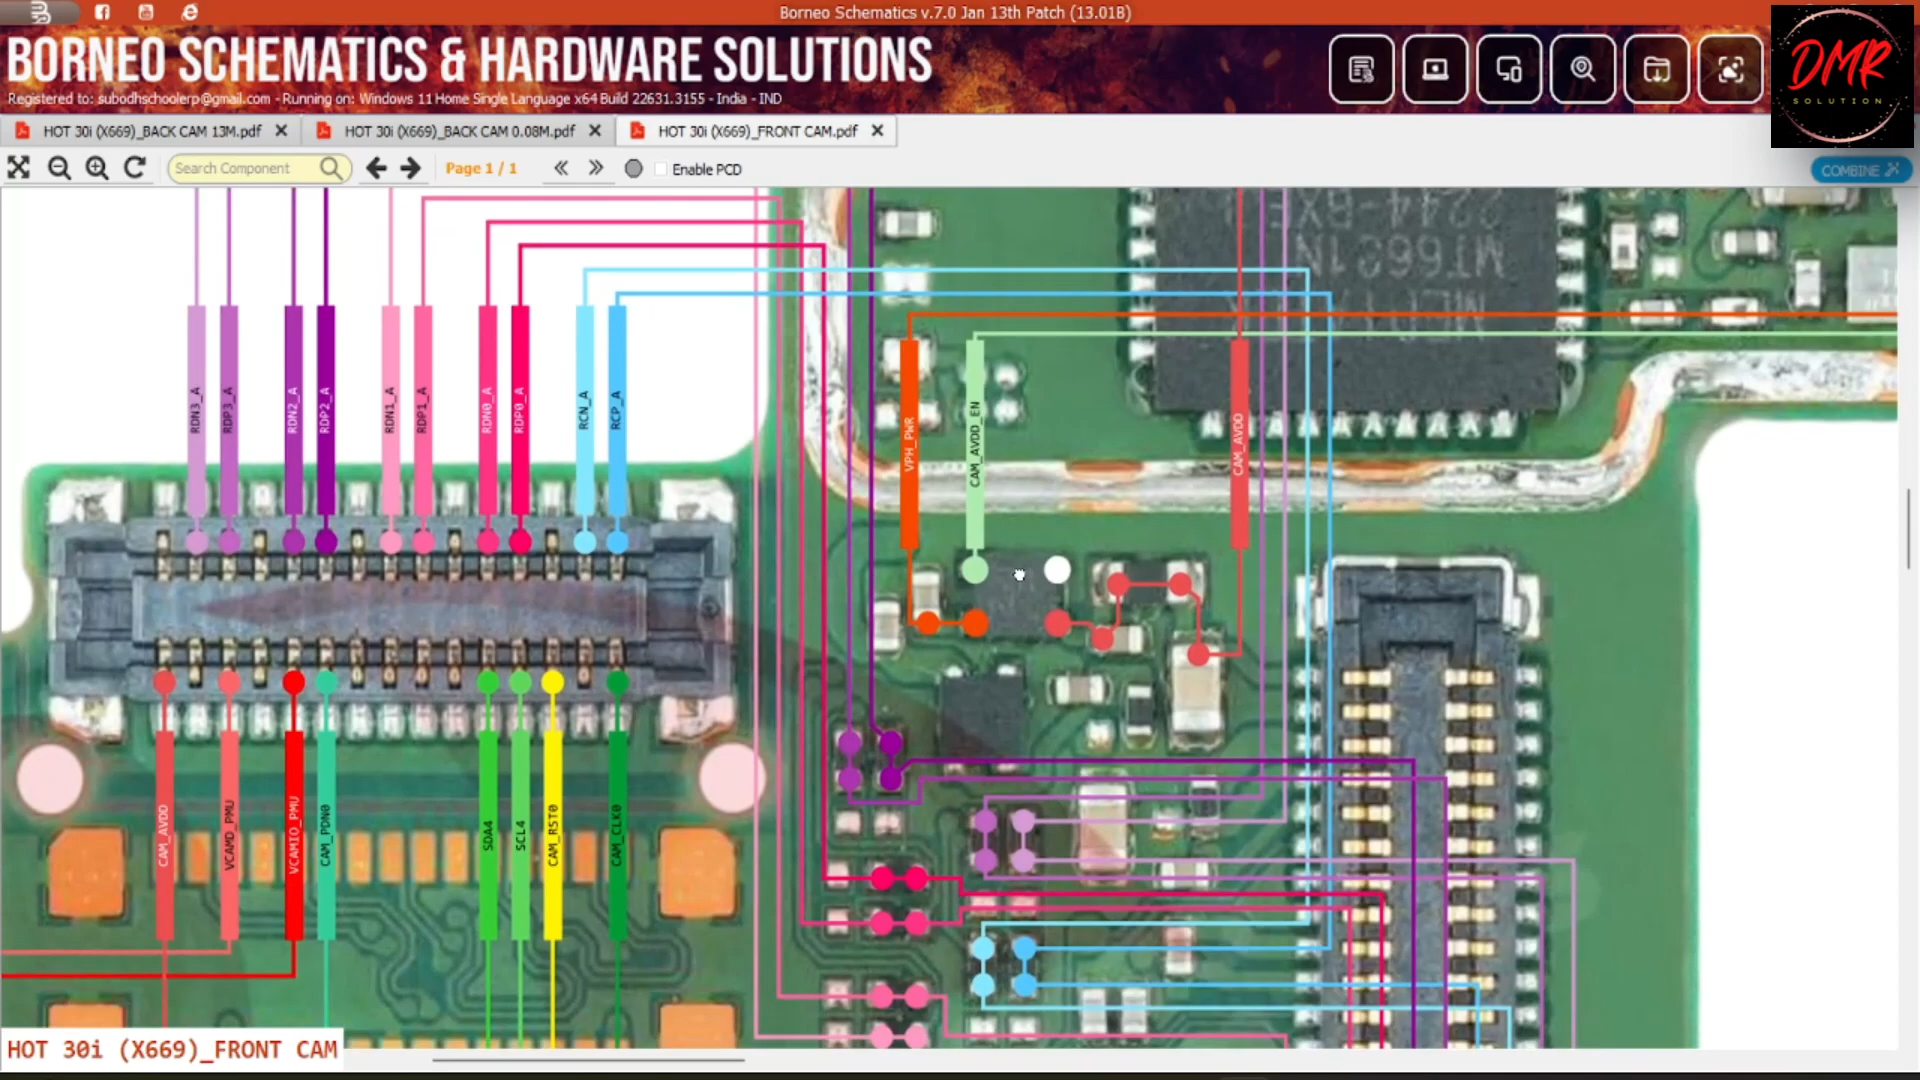 Borneo Schematics v.7.0 Jan 13th Patch (13.01B)
BORNEO SCHEMATICS & HARDWARE SOLUTIONS
Registered to: subodhschoolerp@gmail.com - Running on: Windows 11 Home Single Language x64 Build 22631.3155 - India - IND
DMR
SOLUTION
HOT 30i (X669)_BACK CAM 13M.pdf
HOT 30i (X669)_BACK CAM 0.08M.pdf
HOT 30i (X669)_FRONT CAM.pdf
Search Component
Page 1 / 1
Enable PCD
COMBINE
RDN3_A
RDP3_A
RDN2_A
RDP2_A
RDN1_A
RDP1_A
RDN0_A
RDP0_A
RCN_A
RCP_A
VPH_PWR
CAM_AVDD_EN
CAM_AVDD
MT6631N
CAM_AVDD
VCAMD_PMU
VCAMIO_PMU
CAM_PDN0
SDA4
SCL4
CAM_RST0
CAM_CLK0
HOT 30i (X669)_FRONT CAM